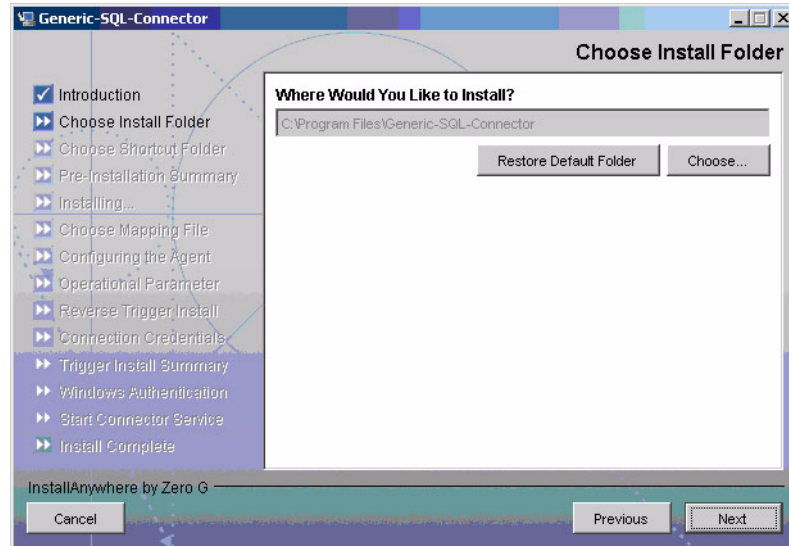 Generic-SQL-Connector
Choose Install Folder
Introduction
Choose Install Folder
Choose Shortcut Folder
Pre-Installation Summary
Installing...
Choose Mapping File
Configuring the Agent
Operational Parameter
Reverse Trigger Install
Connection Credentials
Trigger Install Summary
Windows Authentication
Start Connector Service
Install Complete
Where Would You Like to Install?
C:\Program Files\Generic-SQL-Connector
Restore Default Folder
Choose...
InstallAnywhere by Zero G
Cancel
Previous
Next